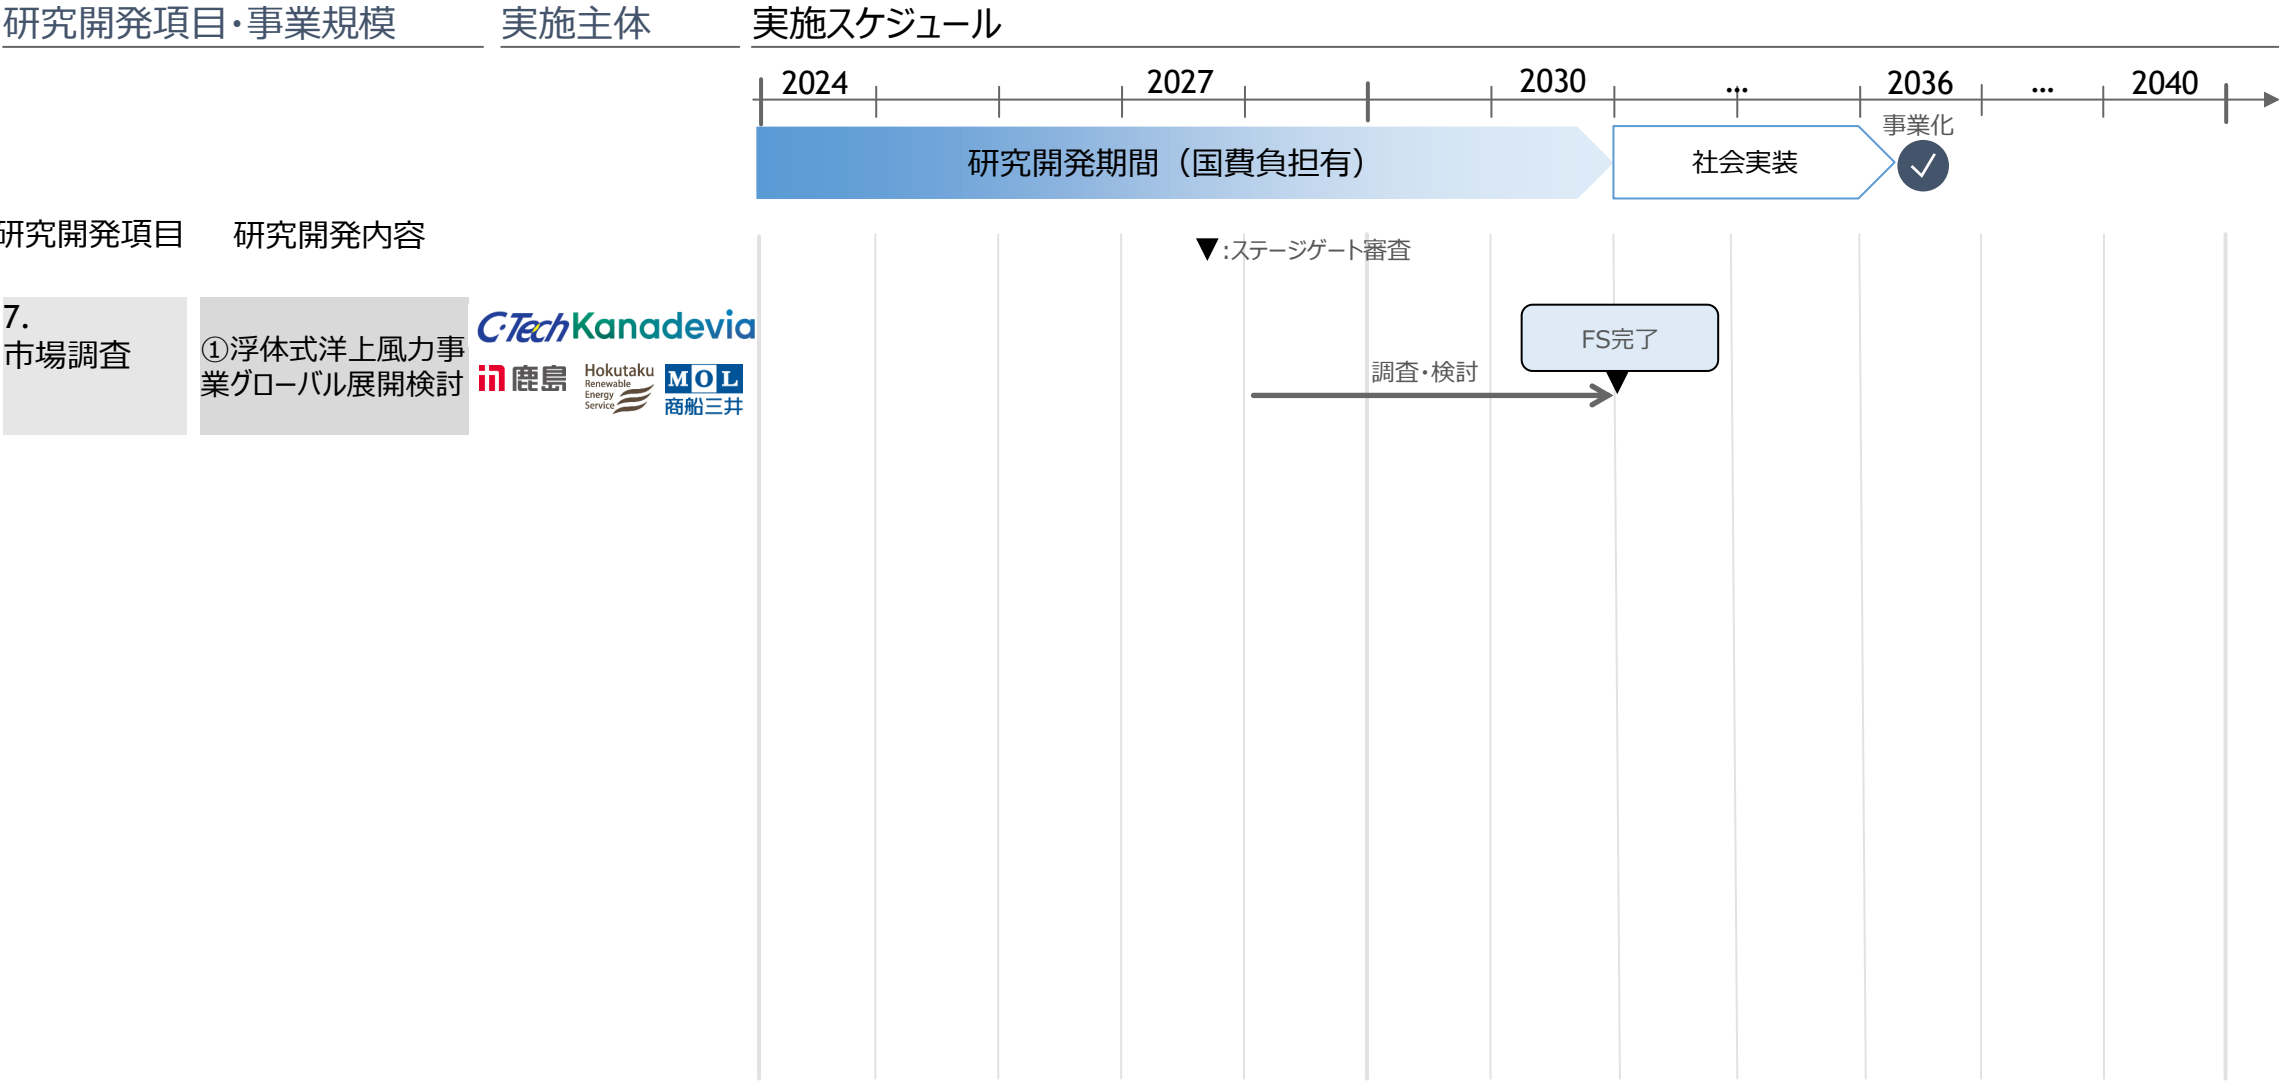 研究開発項目・事業規模
実施主体
実施スケジュール
2024
2027
2030
...
2036
...
2040
事業化
研究開発期間（国費負担有）
社会実装
研究開発項目
研究開発内容
▼:ステージゲート審査
7.
市場調査
①浮体式洋上風力事
業グローバル展開検討
C-Tech
Kanadevia
鹿島
Hokutaku
Renewable
Energy
Service
MOL
商船三井
FS完了
調査・検討